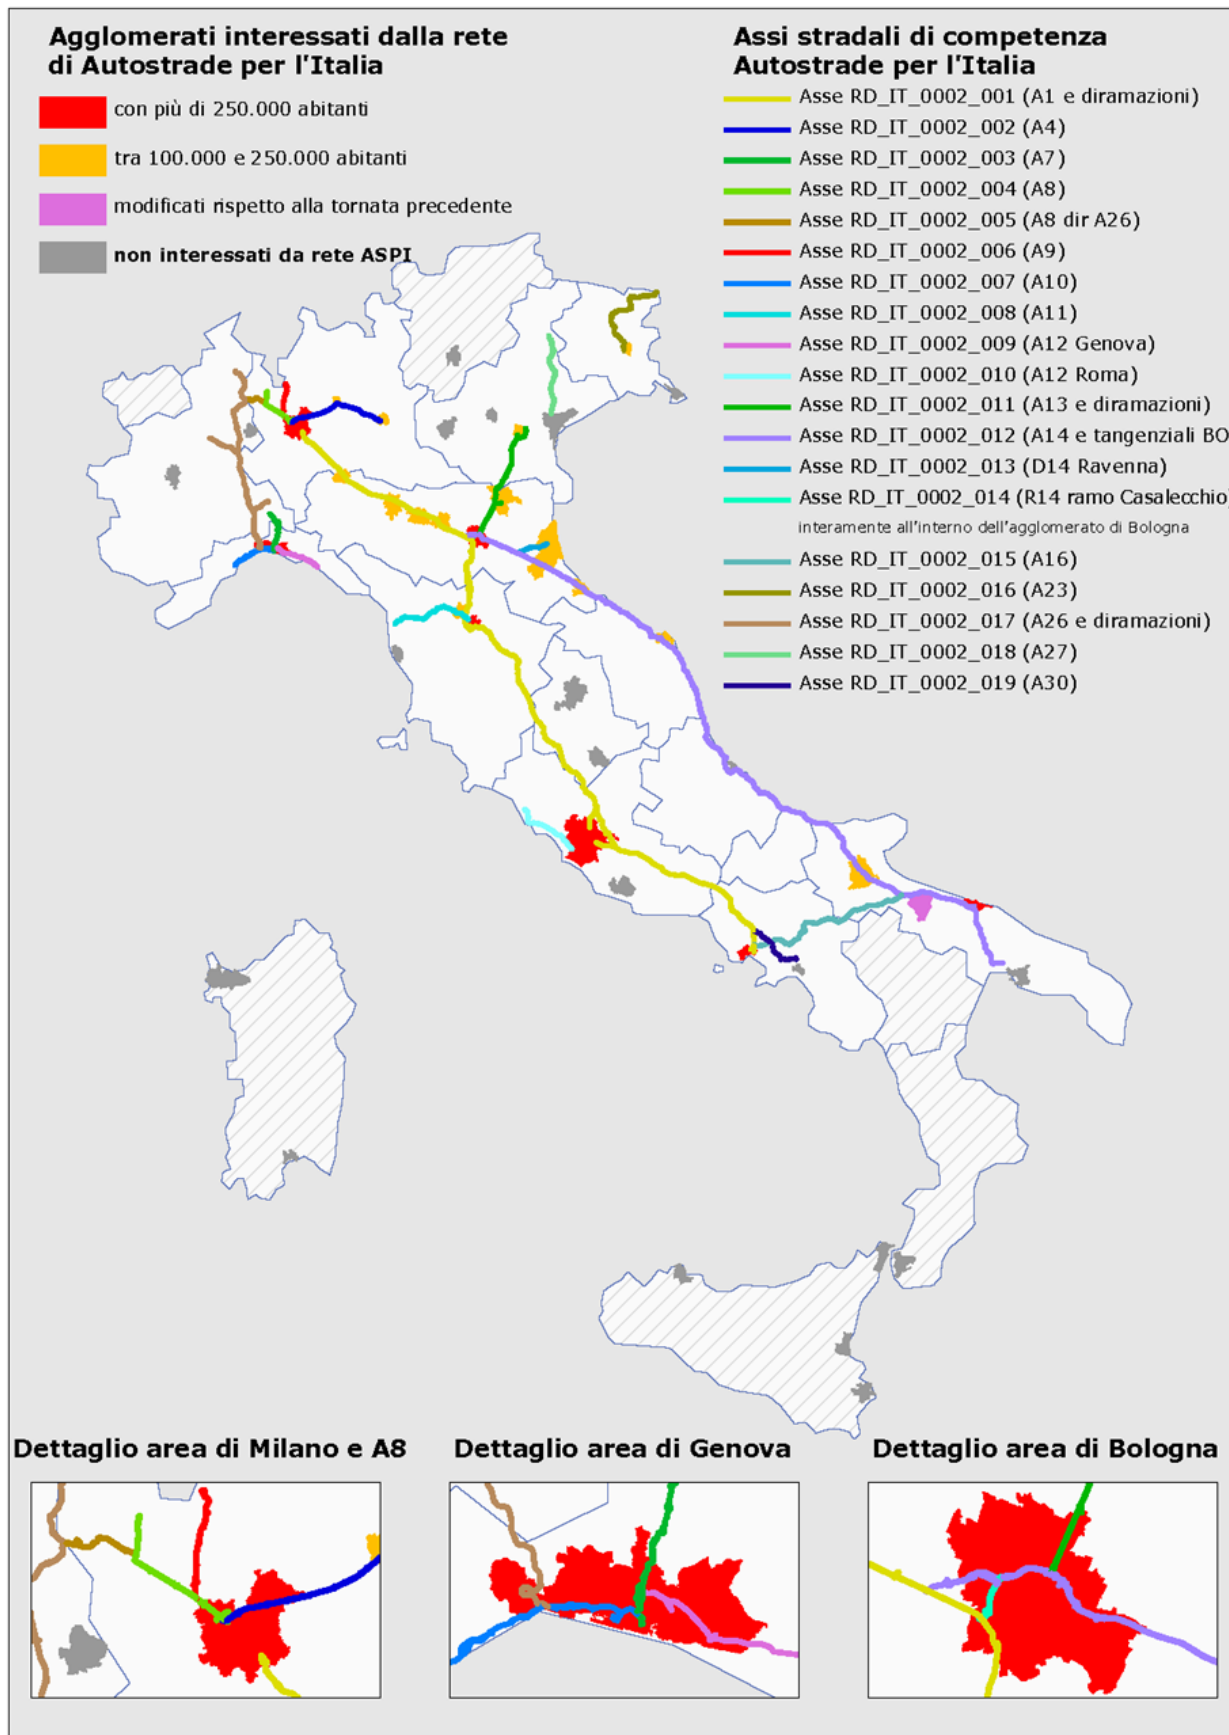 Agglomerati interessati dalla rete
di Autostrade per l'Italia
con più di 250.000 abitanti
tra 100.000 e 250.000 abitanti
modificati rispetto alla tornata precedente
non interessati da rete ASPI
Assi stradali di competenza
Autostrade per l'Italia
Asse RD_IT_0002_001 (A1 e diramazioni)
Asse RD_IT_0002_002 (A4)
Asse RD_IT_0002_003 (A7)
Asse RD_IT_0002_004 (A8)
Asse RD_IT_0002_005 (A8 dir A26)
Asse RD_IT_0002_006 (A9)
Asse RD_IT_0002_007 (A10)
Asse RD_IT_0002_008 (A11)
Asse RD_IT_0002_009 (A12 Genova)
Asse RD_IT_0002_010 (A12 Roma)
Asse RD_IT_0002_011 (A13 e diramazioni)
Asse RD_IT_0002_012 (A14 e tangenziali BO
Asse RD_IT_0002_013 (D14 Ravenna)
Asse RD_IT_0002_014 (R14 ramo Casalecchio)
interamente all'interno dell'agglomerato di Bologna
Asse RD_IT_0002_015 (A16)
Asse RD_IT_0002_016 (A23)
Asse RD_IT_0002_017 (A26 e diramazioni)
Asse RD_IT_0002_018 (A27)
Asse RD_IT_0002_019 (A30)
Dettaglio area di Milano e A8
Dettaglio area di Genova
Dettaglio area di Bologna